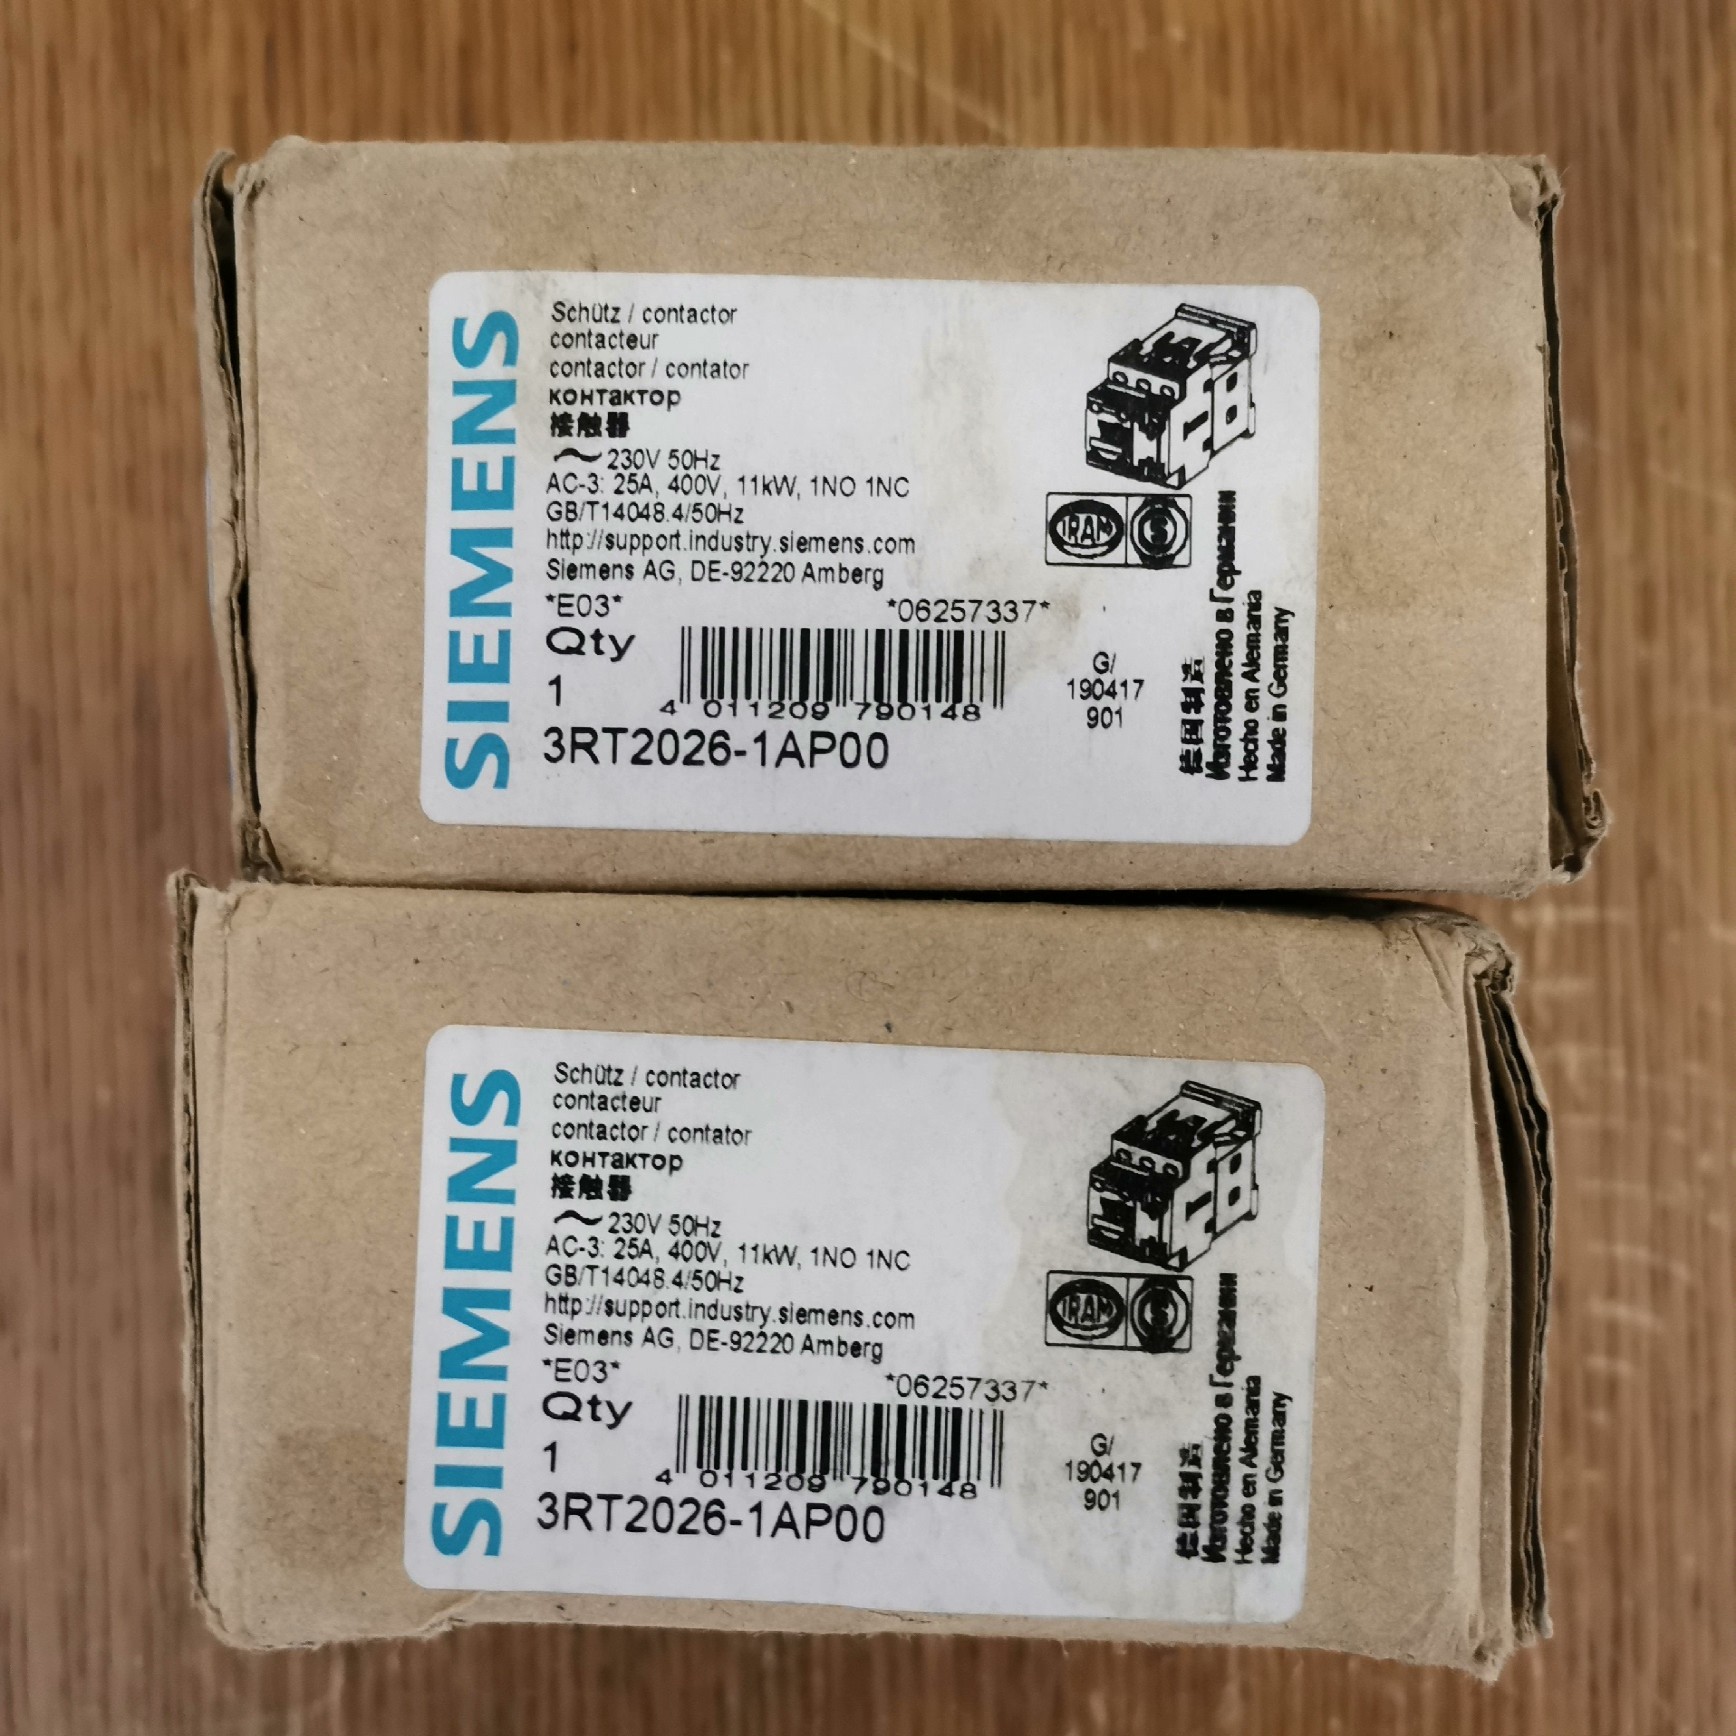 SIEMENS
Schütz / contactor
contacteur
contactor / contator
контактор
接触器
~ 230V 50Hz
AC-3: 25A, 400V, 11kW, 1NO 1NC
GB/T14048.4/50Hz
http://support.industry.siemens.com
Siemens AG, DE-92220 Amberg
*E03* *06257337*
Qty
1
4 011209 790148
3RT2026-1AP00
IRAM S
G/
190417
901
德国制造
Изготовлено в Германии
Hecho en Alemania
Made in Germany
SIEMENS
Schütz / contactor
contacteur
contactor / contator
контактор
接触器
~ 230V 50Hz
AC-3: 25A, 400V, 11kW, 1NO 1NC
GB/T14048.4/50Hz
http://support.industry.siemens.com
Siemens AG, DE-92220 Amberg
*E03* *06257337*
Qty
1
4 011209 790148
3RT2026-1AP00
IRAM S
G/
190417
901
德国制造
Изготовлено в Германии
Hecho en Alemania
Made in Germany